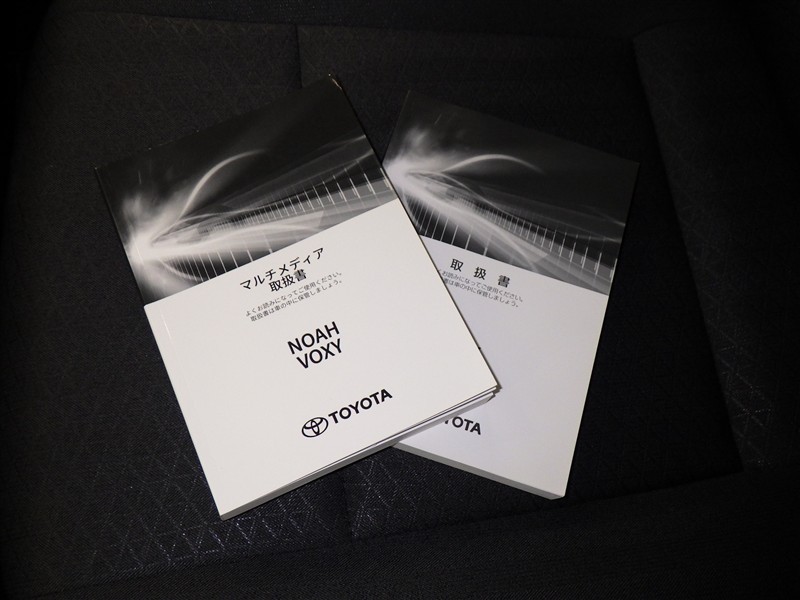 マルチメディア
取扱書
よくお読みになってご使用ください。
取扱書は車の中に保管しましょう。
NOAH
VOXY
TOYOTA
取扱書
お読みになってご使用ください。
書は車の中に保管しましょう。
OTA